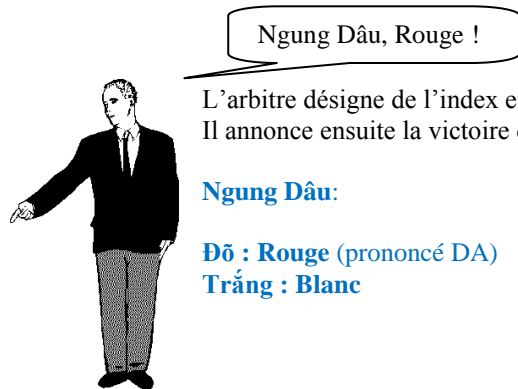 Ngung Dâu, Rouge !
L’arbitre désigne de l’index e
Il annonce ensuite la victoire
Ngung Dâu:
Đõ : Rouge (prononcé DA)
Trắng : Blanc